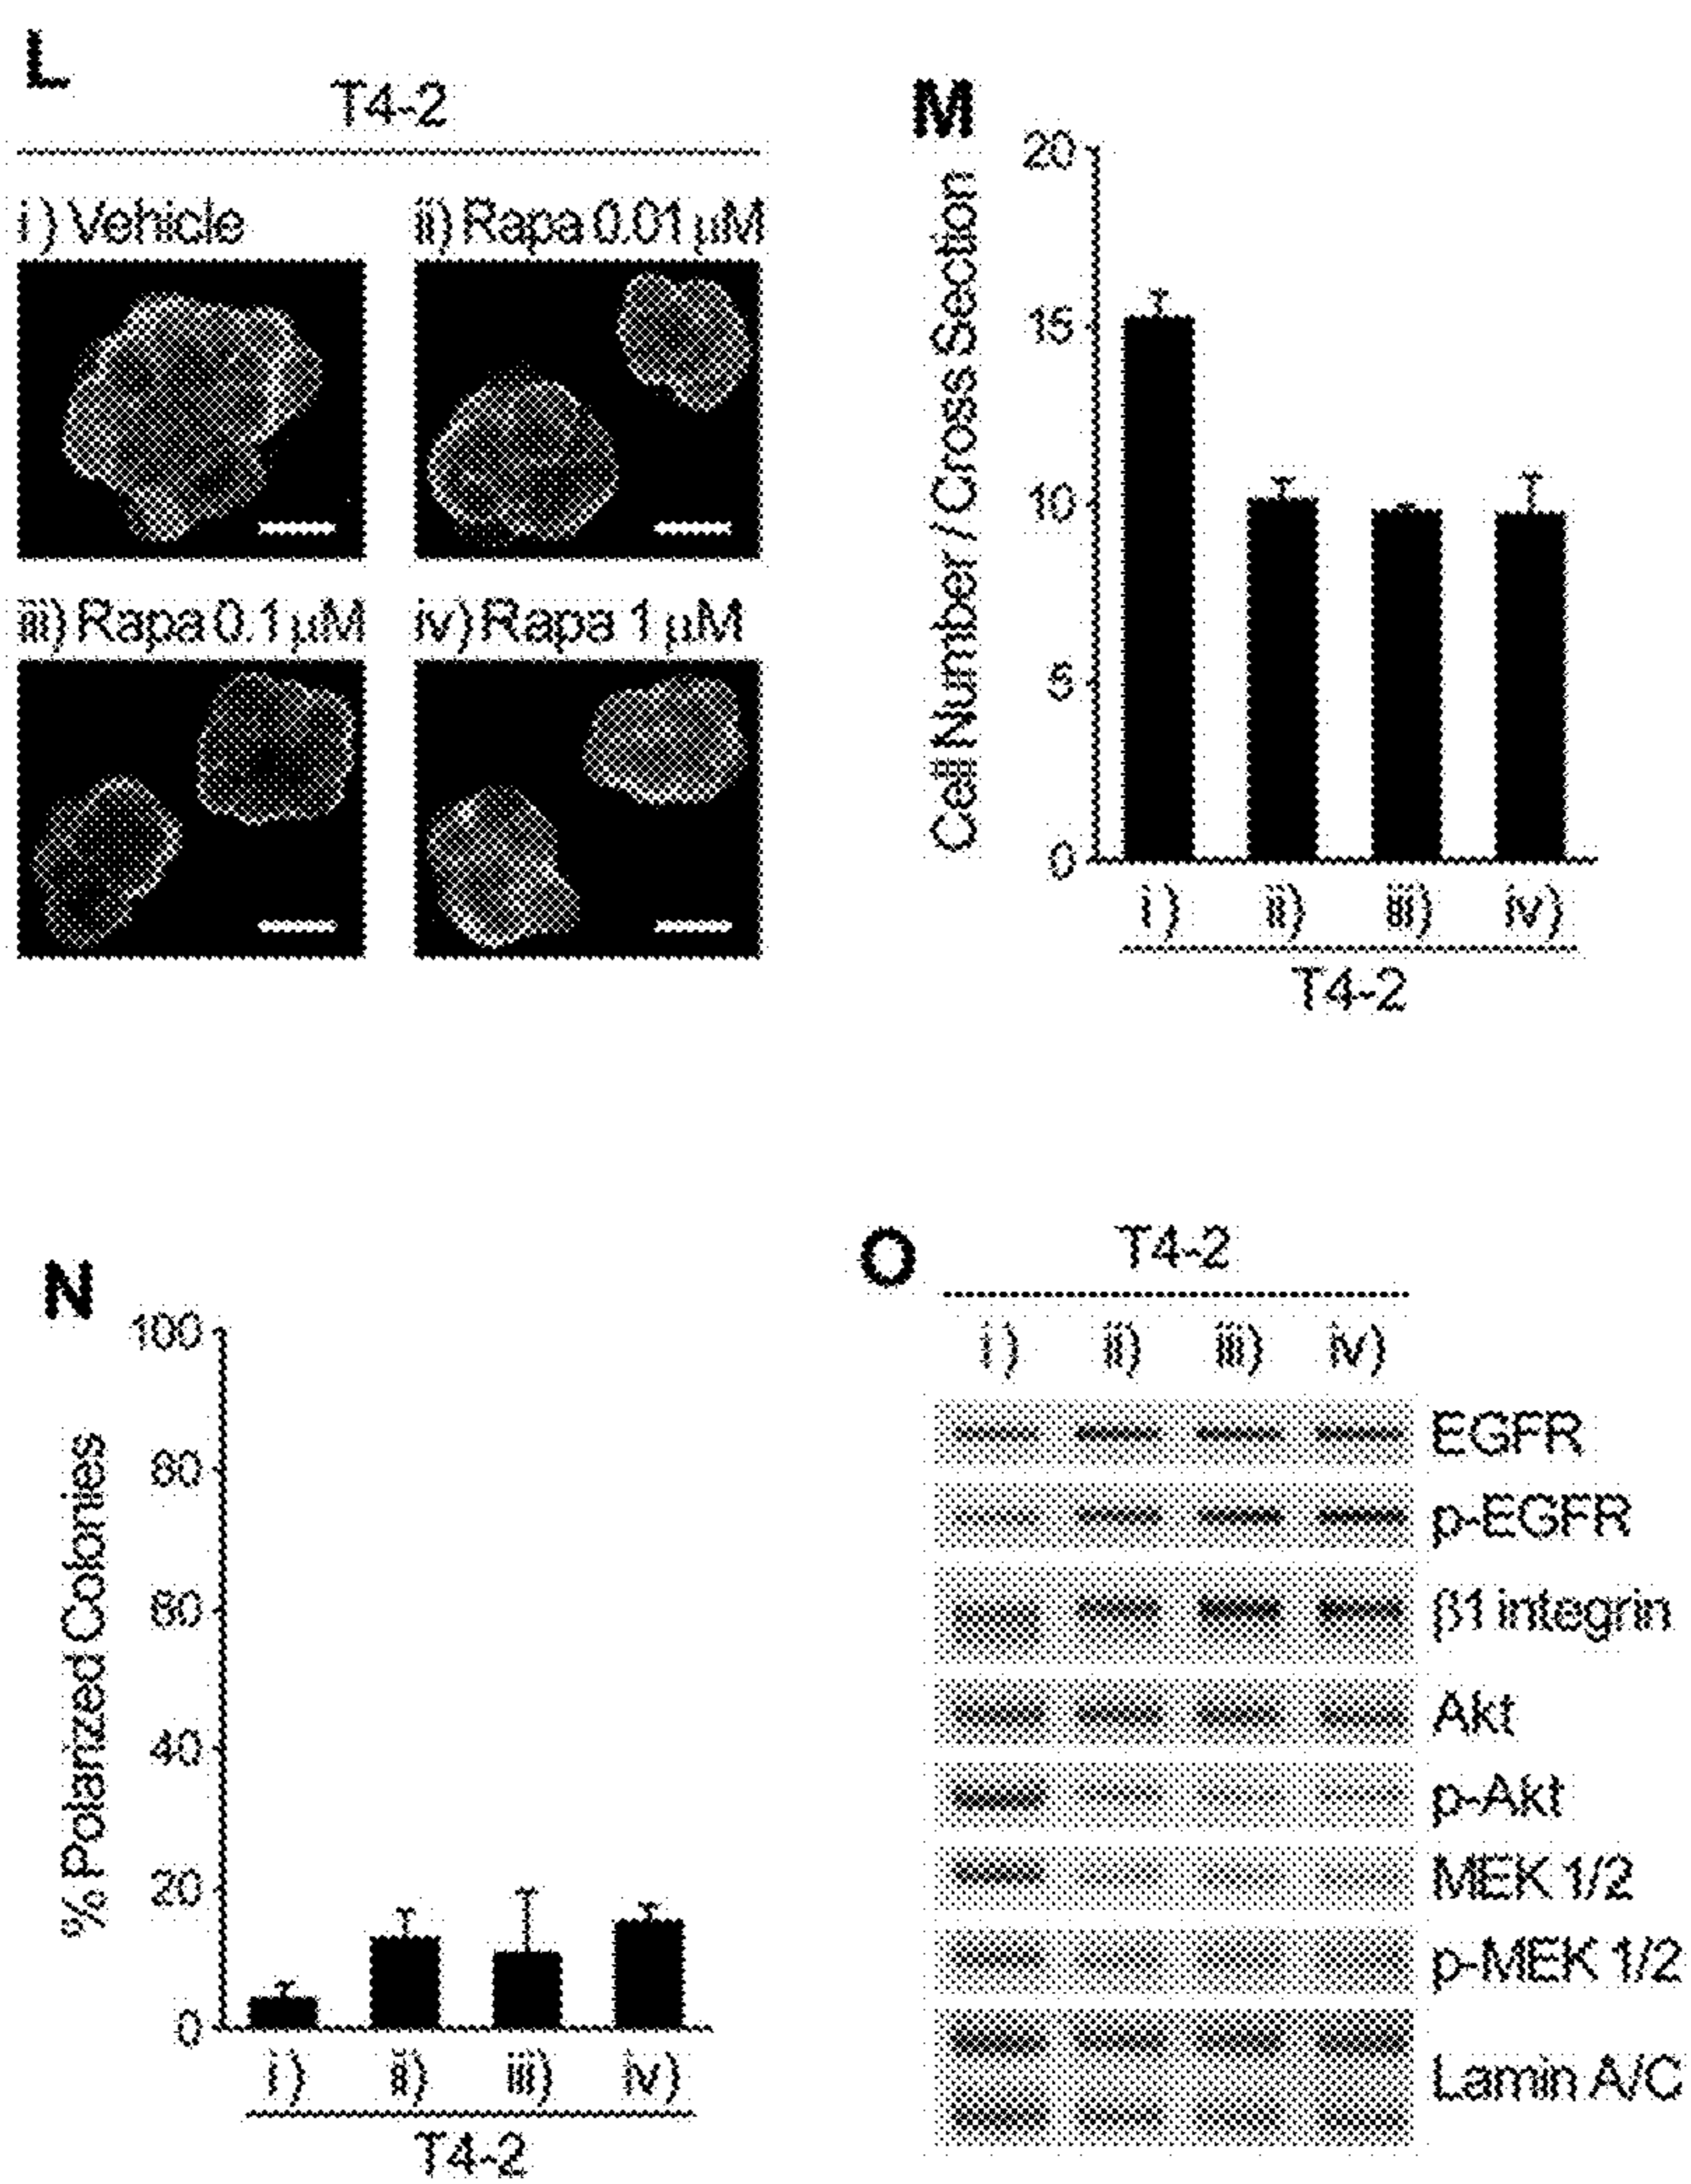 L
T4-2
i) Vehicle
ii) Rapa 0.01 μM
iii) Rapa 0.1 μM
iv) Rapa 1 μM
M
Cell Number / Cross Section
20
15
10
5
0
i)
ii)
iii)
iv)
T4-2
N
% Polarized Colonies
100
80
60
40
20
0
i)
ii)
iii)
iv)
T4-2
O
T4-2
i)
ii)
iii)
iv)
EGFR
p-EGFR
β1 integrin
Akt
p-Akt
MEK 1/2
p-MEK 1/2
Lamin A/C